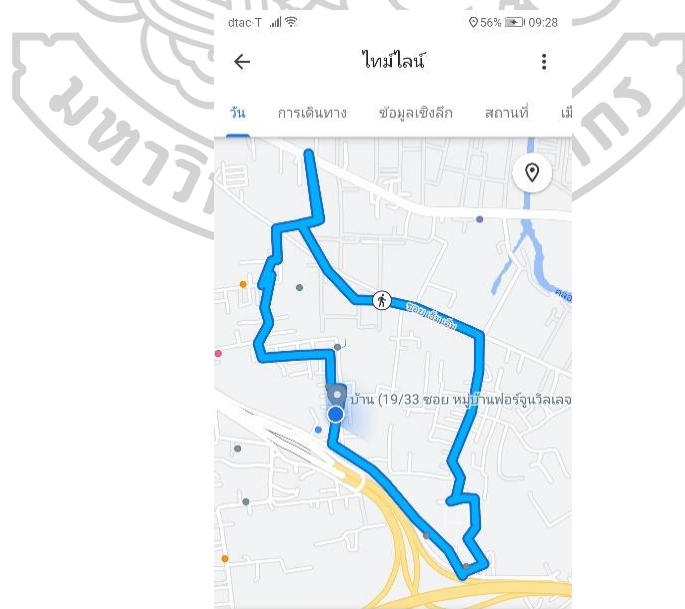 dtac-T 56% 09:28
ไทม์ไลน์
วัน การเดินทาง ข้อมูลเชิงลึก สถานที่ เมื
บ้าน (19/33 ซอย หมู่บ้านฟอร์จูนวิลเลจ